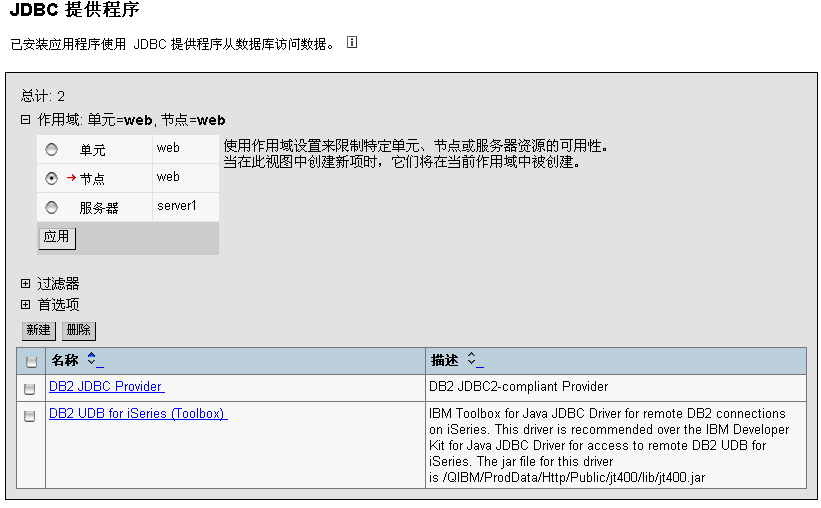 JDBC 提供程序
已安装应用程序使用 JDBC 提供程序从数据库访问数据。
总计: 2
作用域: 单元=web, 节点=web
单元 web
节点 web
服务器 server1
使用作用域设置来限制特定单元、节点或服务器资源的可用性。
当在此视图中创建新项时，它们将在当前作用域中被创建。
应用
过滤器
首选项
新建 删除
名称 描述
DB2 JDBC Provider DB2 JDBC2-compliant Provider
DB2 UDB for iSeries (Toolbox) IBM Toolbox for Java JDBC Driver for remote DB2 connections
on iSeries. This driver is recommended over the IBM Developer
Kit for Java JDBC Driver for access to remote DB2 UDB for
iSeries. The jar file for this driver
is /QIBM/ProdData/Http/Public/jt400/lib/jt400.jar